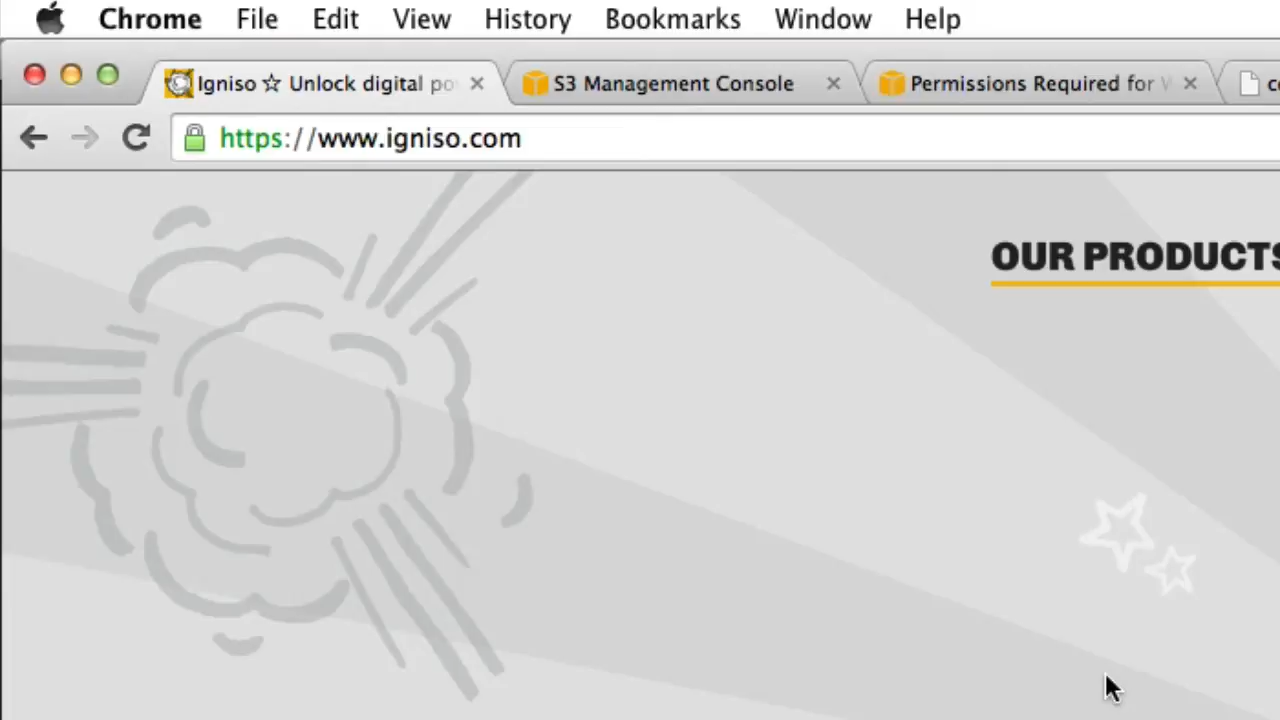 Chrome File Edit View History Bookmarks Window Help
Igniso ☆ Unlock digital po S3 Management Console Permissions Required for
https://www.igniso.com
OUR PRODUCTS